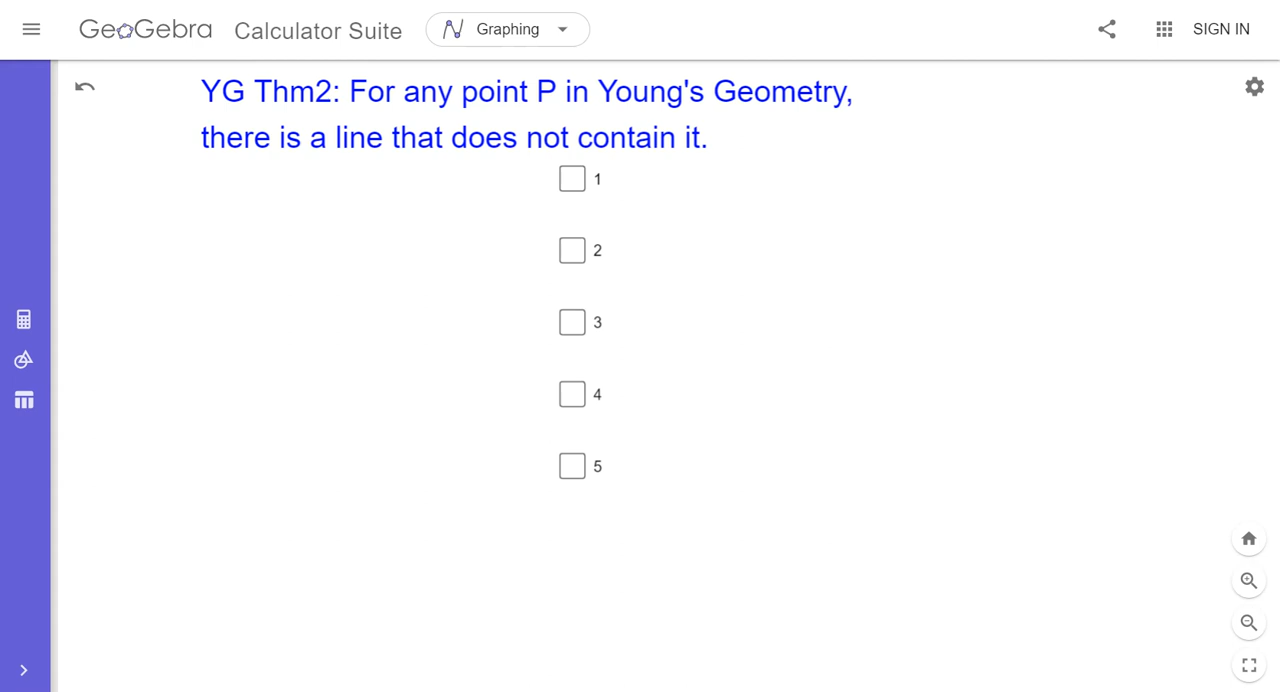 GeoGebra Calculator Suite Graphing SIGN IN
YG Thm2: For any point P in Young's Geometry,
there is a line that does not contain it.
1
2
3
4
5